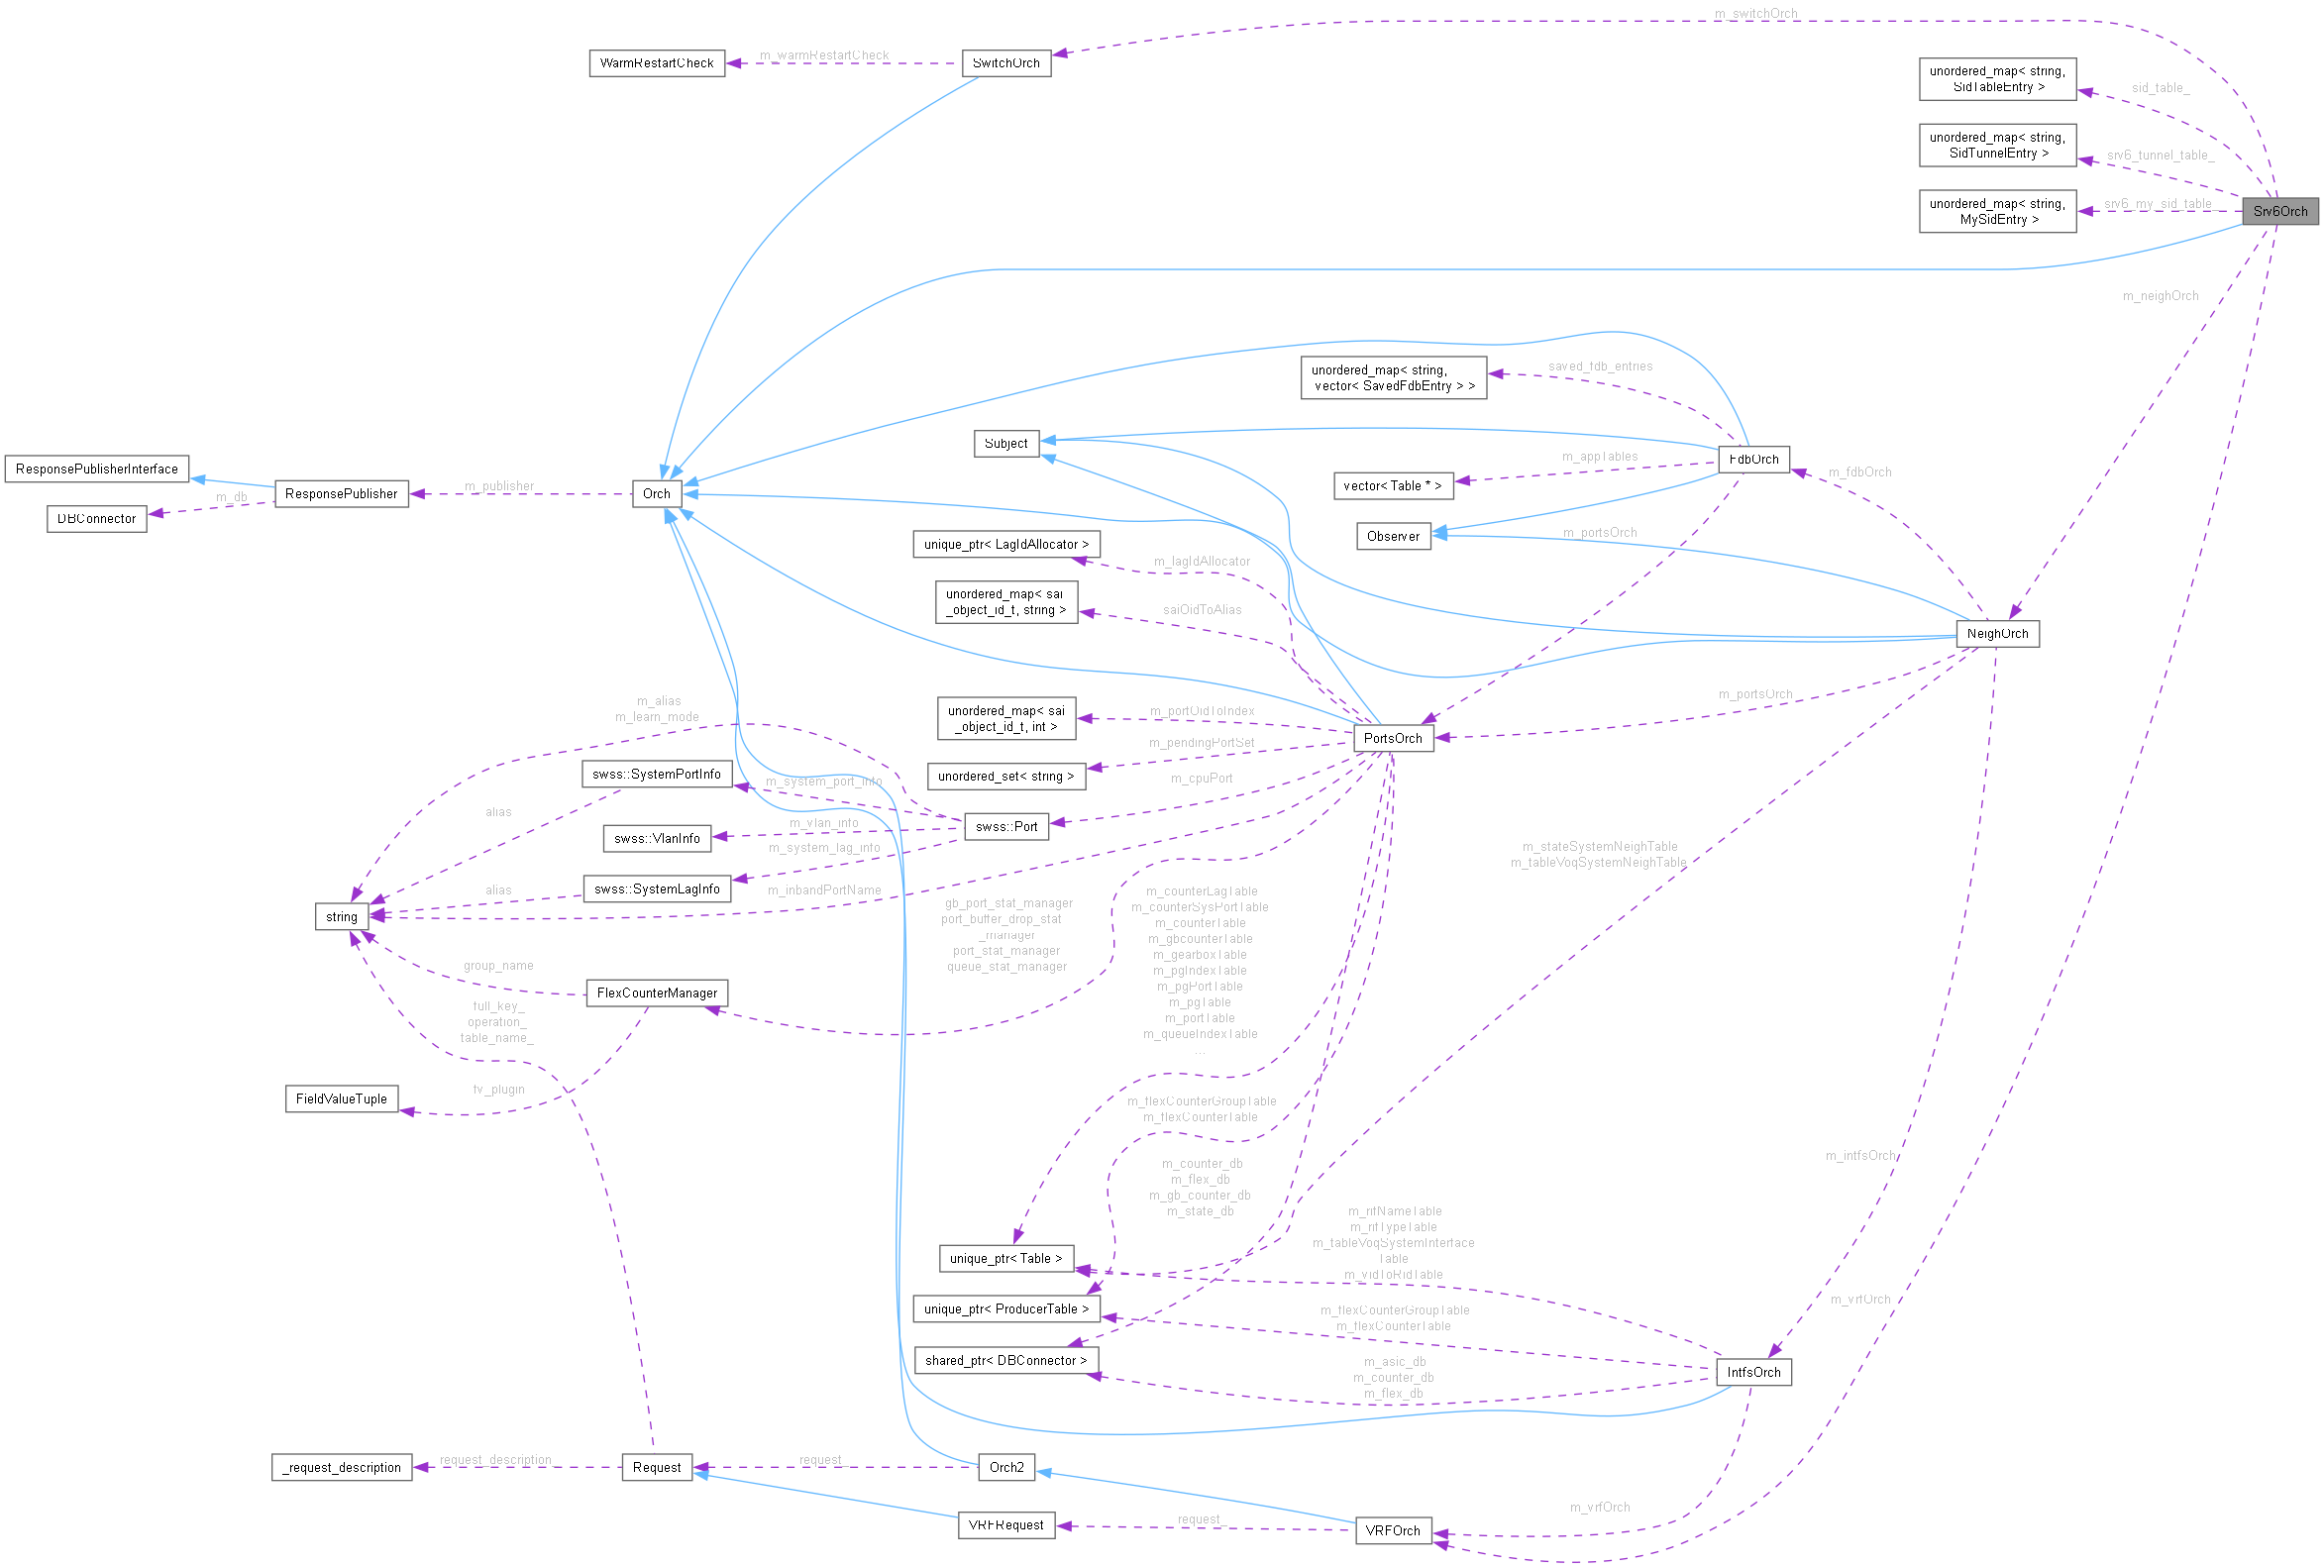 m_switchOrch
WarmRestartCheck
m_warmRestartCheck
SwitchOrch
unordered_map< string,
SidTableEntry >
sid_table_
unordered_map< string,
SidTunnelEntry >
srv6_tunnel_table_
unordered_map< string,
MySidEntry >
srv6_my_sid_table_
Srv6Orch
m_neighOrch
unordered_map< string,
vector< SavedFdbEntry > >
saved_fdb_entries
Subject
FdbOrch
m_appTables
vector< Table * >
m_fdbOrch
ResponsePublisherInterface
ResponsePublisher
m_publisher
Orch
m_db
DBConnector
Observer
m_portsOrch
unique_ptr< LagIdAllocator >
m_lagIdAllocator
unordered_map< sai
_object_id_t, string >
saiOidToAlias
NeighOrch
m_portsOrch
m_alias
m_learn_mode
unordered_map< sai
_object_id_t, int >
m_portOidToIndex
PortsOrch
m_pendingPortSet
unordered_set< string >
swss::SystemPortInfo
m_system_port_info
m_cpuPort
alias
m_vlan_info
swss::Port
swss::VlanInfo
m_system_lag_info
m_stateSystemNeighTable
m_tableVoqSystemNeighTable
alias
swss::SystemLagInfo
m_inbandPortName
string
gb_port_stat_manager
port_buffer_drop_stat
_manager
port_stat_manager
queue_stat_manager
m_counterLagTable
m_counterSysPortTable
m_counterTable
m_gbcounterTable
m_gearboxTable
m_pgIndexTable
m_pgPortTable
m_pgTable
m_portTable
m_queueIndexTable
...
group_name
FlexCounterManager
full_key_
operation_
table_name_
fv_plugin
FieldValueTuple
m_flexCounterGroupTable
m_flexCounterTable
m_counter_db
m_flex_db
m_gb_counter_db
m_state_db
m_intfsOrch
m_rifNameTable
m_rifTypeTable
m_tableVoqSystemInterface
Table
m_vidToRidTable
unique_ptr< Table >
m_vrfOrch
unique_ptr< ProducerTable >
m_flexCounterGroupTable
m_flexCounterTable
shared_ptr< DBConnector >
m_asic_db
m_counter_db
m_flex_db
IntfsOrch
_request_description
request_description_
Request
request_
Orch2
m_vrfOrch
VRFRequest
request_
VRFOrch